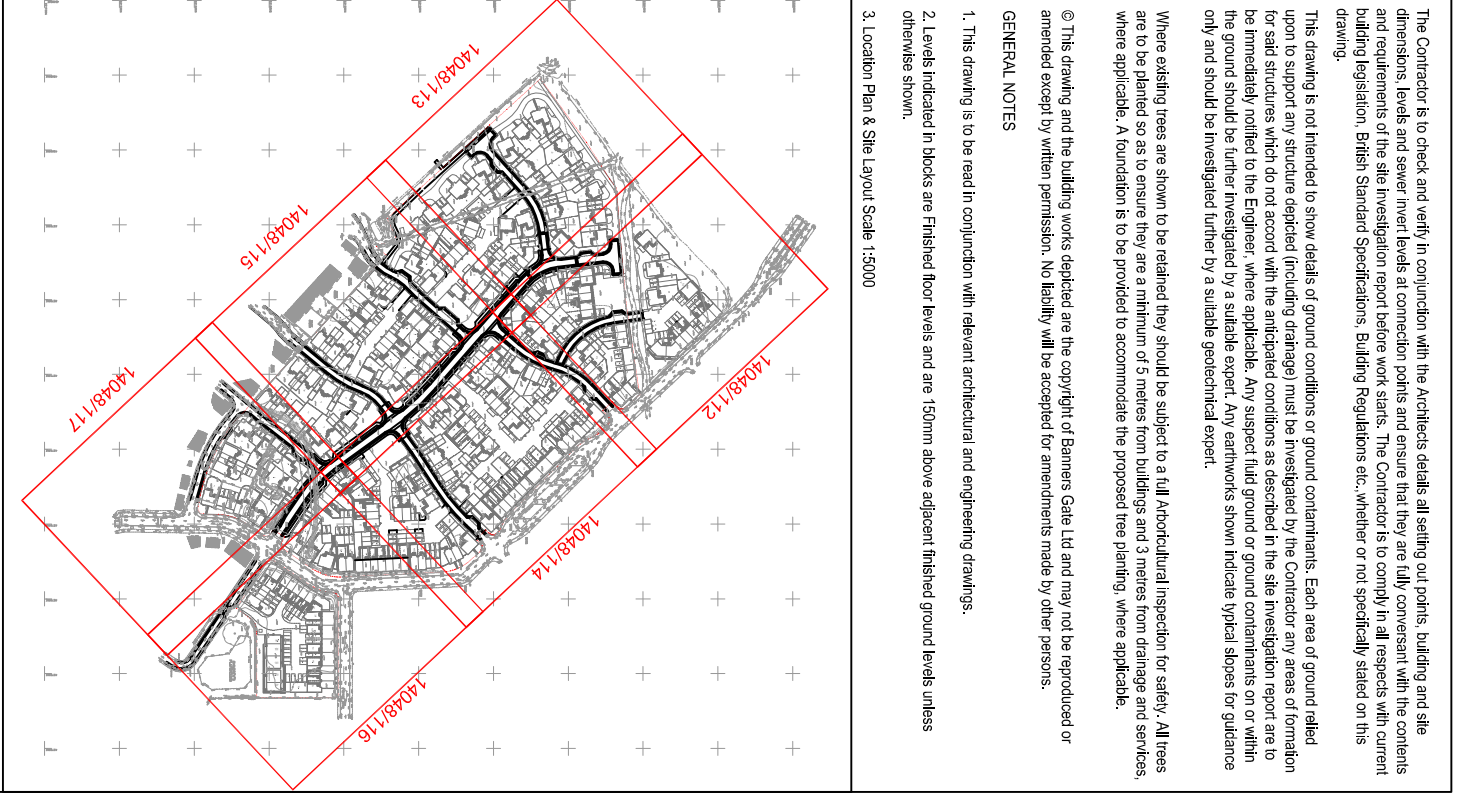 The Contractor is to check and verify in conjunction with the Architects details all setting out points, building and site
dimensions, levels and sewer invert levels at connection points and ensure that they are fully conversant with the contents
and requirements of the site investigation report before work starts. The Contractor is to comply in all respects with current
building legislation, British Standard Specifications, Building Regulations etc.,whether or not specifically stated on this
drawing.
This drawing is not intended to show details of ground conditions or ground contaminants. Each area of ground relied
upon to support any structure depicted (including drainage) must be investigated by the Contractor any areas of formation
for said structures which do not accord with the anticipated conditions as described in the site investigation report are to
be immediately notified to the Engineer, where applicable. Any suspect fluid ground or ground contaminants on or within
the ground should be further investigated by a suitable expert. Any earthworks shown indicate typical slopes for guidance
only and should be investigated further by a suitable geotechnical expert.
Where existing trees are shown to be retained they should be subject to a full Aboricultural inspection for safety. All trees
are to be planted so as to ensure they are a minimum of 5 metres from buildings and 3 metres from drainage and services,
where applicable. A foundation is to be provided to accommodate the proposed tree planting, where applicable.
© This drawing and the building works depicted are the copyright of Banners Gate Ltd and may not be reproduced or
amended except by written permission. No liability will be accepted for amendments made by other persons.
GENERAL NOTES
1. This drawing is to be read in conjunction with relevant architectural and engineering drawings.
2. Levels indicated in blocks are Finished floor levels and are 150mm above adjacent finished ground levels unless
otherwise shown.
3. Location Plan & Site Layout Scale 1:5000
14048/113
14048/115
14048/117
14048/112
14048/114
14048/116